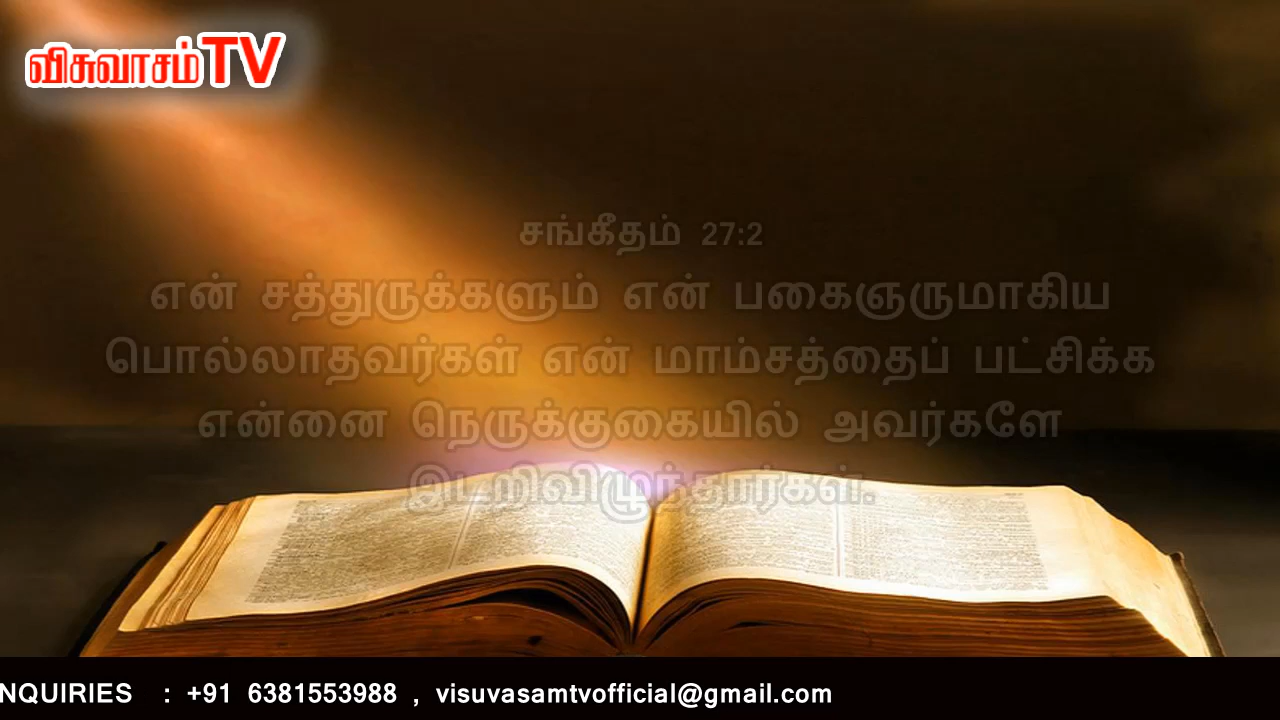 விசுவாசம்TV
சங்கீதம் 27:2
என் சத்துருக்களும் என் பகைஞருமாகிய
பொல்லாதவர்கள் என் மாம்சத்தைப் பட்சிக்க
என்னை நெருக்குகையில் அவர்களே
இடறிவிழுந்தார்கள்.
NQUIRIES : +91 6381553988 , visuvasamtvofficial@gmail.com